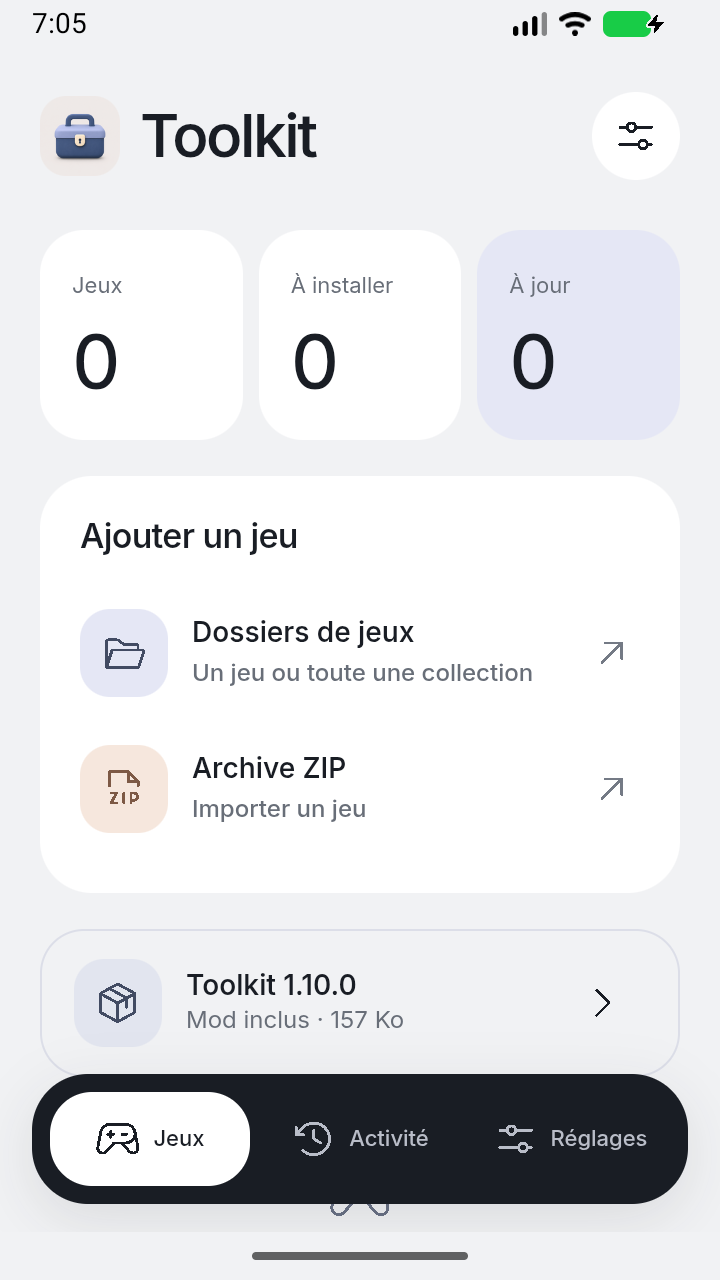 7:05
Toolkit
Jeux
À installer
À jour
0
0
0
Ajouter un jeu
Dossiers de jeux
Un jeu ou toute une collection
ZIP
Archive ZIP
Importer un jeu
Toolkit 1.10.0
Mod inclus · 157 Ko
Jeux
Activité
Réglages